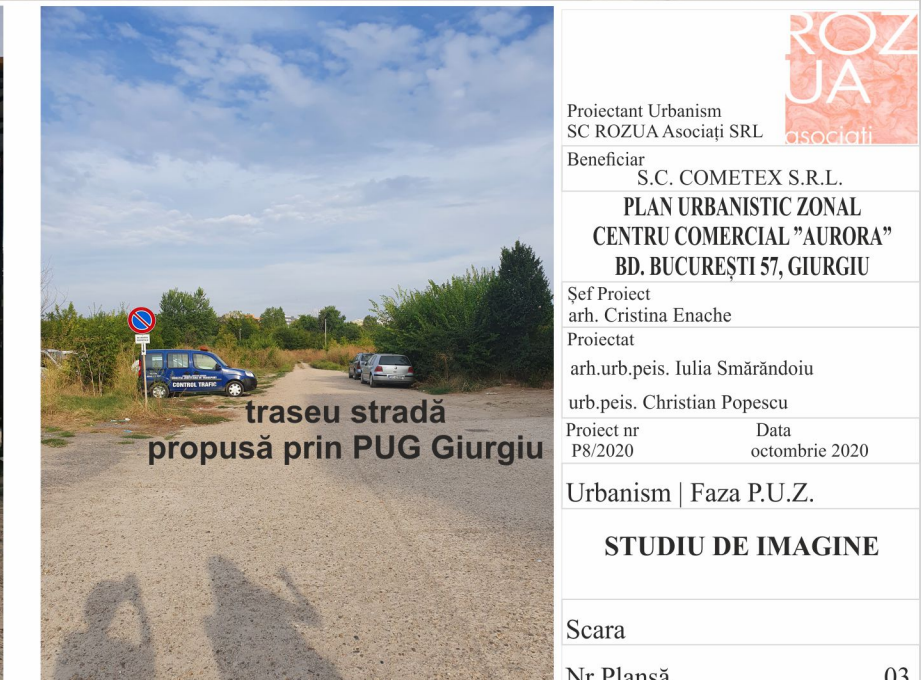 CONTROL TRAFIC
traseu stradă
propusă prin PUG Giurgiu
ROZ
UA
asociați
Proiectant Urbanism
SC ROZUA Asociați SRL
Beneficiar
S.C. COMETEX S.R.L.
PLAN URBANISTIC ZONAL
CENTRU COMERCIAL ”AURORA”
BD. BUCUREȘTI 57, GIURGIU
Șef Proiect
arh. Cristina Enache
Proiectat
arh.urb.peis. Iulia Smărăndoiu
urb.peis. Christian Popescu
Proiect nr Data
P8/2020 octombrie 2020
Urbanism | Faza P.U.Z.
STUDIU DE IMAGINE
Scara
Nr Planșă 03